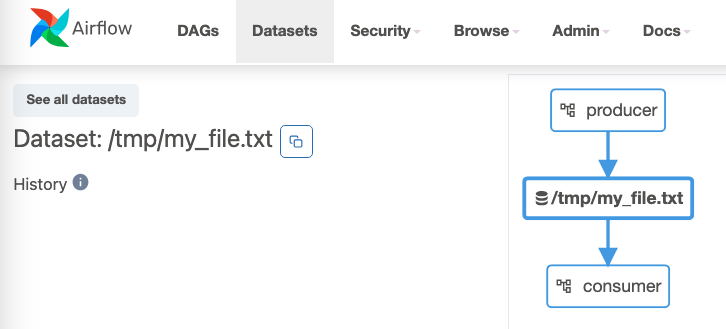 Airflow DAGs Datasets Security Browse Admin Docs
See all datasets
Dataset: /tmp/my_file.txt
History
producer
/tmp/my_file.txt
consumer